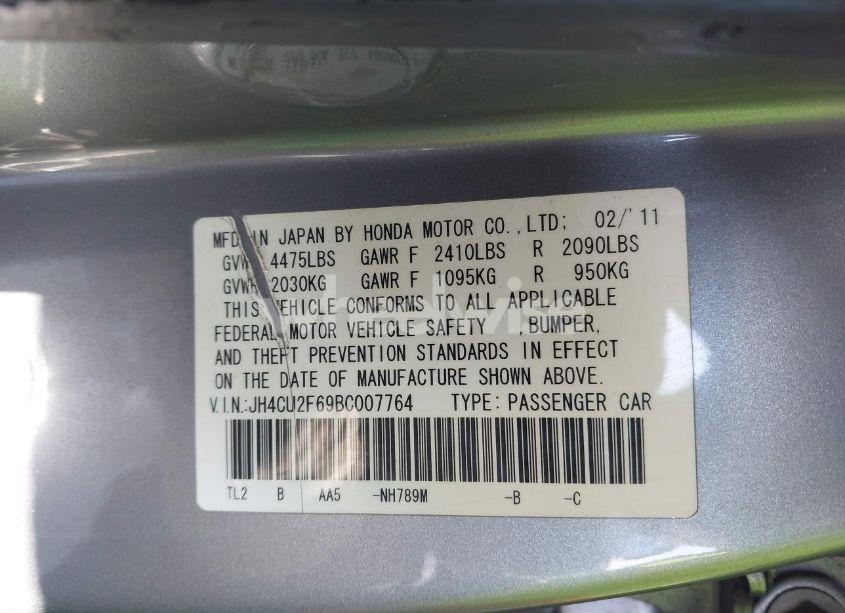 MFD. IN JAPAN BY HONDA MOTOR CO.,LTD; 02/'11
GVWR 4475LBS GAWR F 2410LBS R 2090LBS
GVWR 2030KG GAWR F 1095KG R 950KG
THIS VEHICLE CONFORMS TO ALL APPLICABLE
FEDERAL MOTOR VEHICLE SAFETY ,BUMPER,
AND THEFT PREVENTION STANDARDS IN EFFECT
ON THE DATE OF MANUFACTURE SHOWN ABOVE.
V.I.N.:JH4CU2F69BC007764 TYPE: PASSENGER CAR
TL2 B AA5 -NH789M -B -C
wheelwise